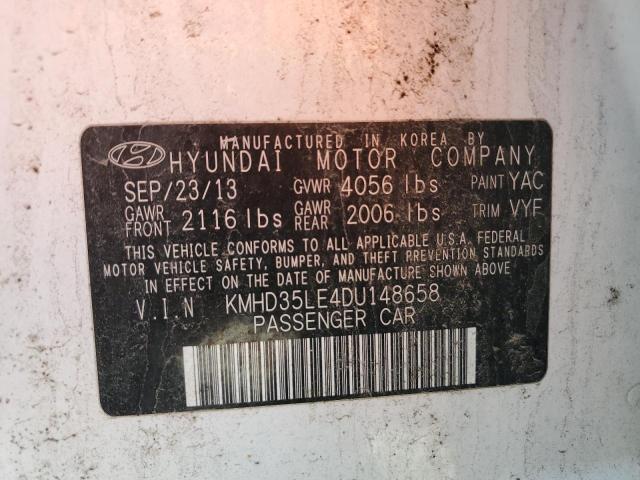 MANUFACTURED IN KOREA BY
HYUNDAI MOTOR COMPANY
SEP/23/13 GVWR 4056 lbs PAINT YAC
GAWR FRONT 2116 lbs GAWR REAR 2006 lbs TRIM VYF
THIS VEHICLE CONFORMS TO ALL APPLICABLE U.S.A. FEDERAL
MOTOR VEHICLE SAFETY, BUMPER, AND THEFT PREVENTION STANDARDS
IN EFFECT ON THE DATE OF MANUFACTURE SHOWN ABOVE
V.I.N KMHD35LE4DU148658
PASSENGER CAR